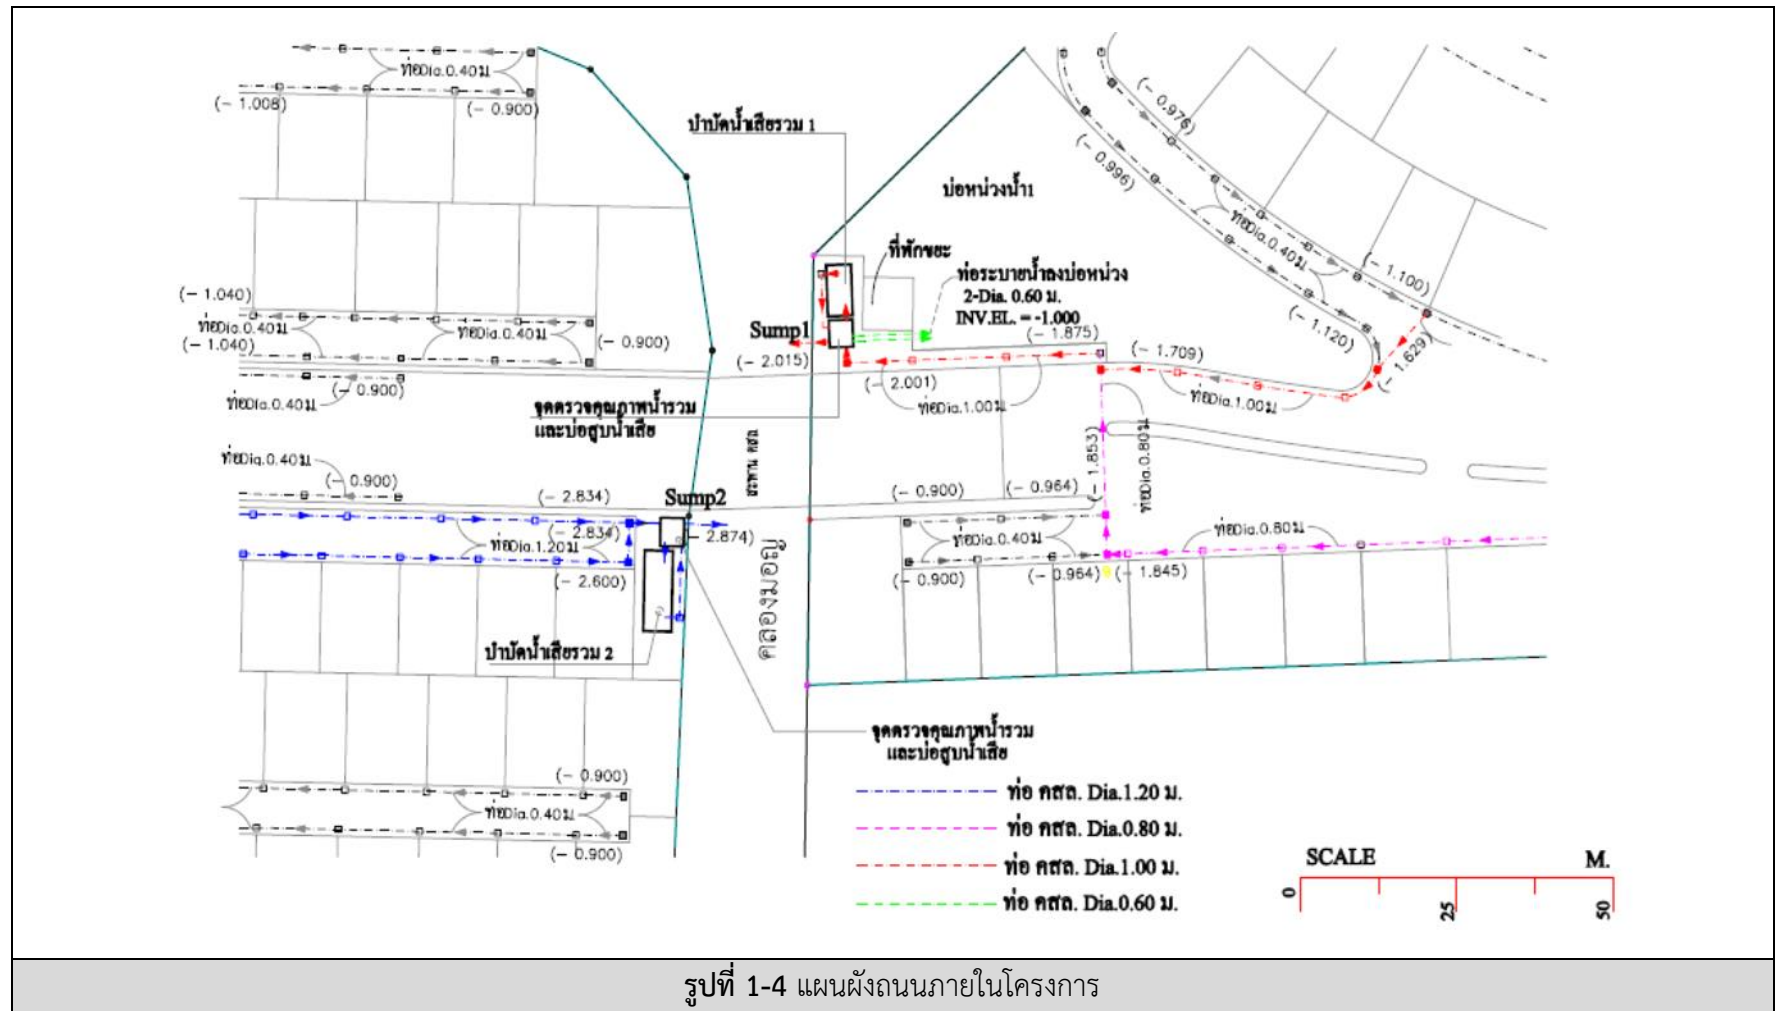 ท่อDia.0.40ม
(- 1.008)
(- 0.900)
บำบัดน้ำเสียรวม 1
(- 0.976)
(- 0.996)
บ่อหน่วงน้ำ1
ท่อDia.0.40ม
(- 1.100)
(- 1.120)
ที่พักขยะ
ท่อระบายน้ำลงบ่อหน่วง
2-Dia. 0.60 ม.
INV.EL. = -1.000
(- 1.040)
ท่อDia.0.40ม
(- 1.040)
ท่อDia.0.40ม
(- 0.900)
Sump1
(- 2.015)
(- 1.875)
(- 1.709)
(- 1.629)
(- 2.001)
ท่อDia.1.00ม
ท่อDia.1.00ม
(- 0.900)
ท่อDia.0.40ม
จุดตรวจคุณภาพน้ำรวม
และบ่อสูบน้ำเสีย
สะพาน คสล
(- 1.853)
ท่อDia.0.80ม
ท่อDia.0.40ม
(- 0.900)
(- 2.834)
Sump2
(- 0.900)
(- 0.964)
(- 2.834)
(- 2.874)
ท่อDia.1.20ม
(- 2.600)
ท่อDia.0.40ม
ท่อDia.0.80ม
(- 0.900)
(- 0.964)
(- 1.845)
คลองมอญ
บำบัดน้ำเสียรวม 2
จุดตรวจคุณภาพน้ำรวม
และบ่อสูบน้ำเสีย
(- 0.900)
ท่อDia.0.40ม
(- 0.900)
ท่อ คสล. Dia.1.20 ม.
ท่อ คสล. Dia.0.80 ม.
ท่อ คสล. Dia.1.00 ม.
ท่อ คสล. Dia.0.60 ม.
SCALE M.
0 25 50
รูปที่ 1-4 แผนผังถนนภายในโครงการ